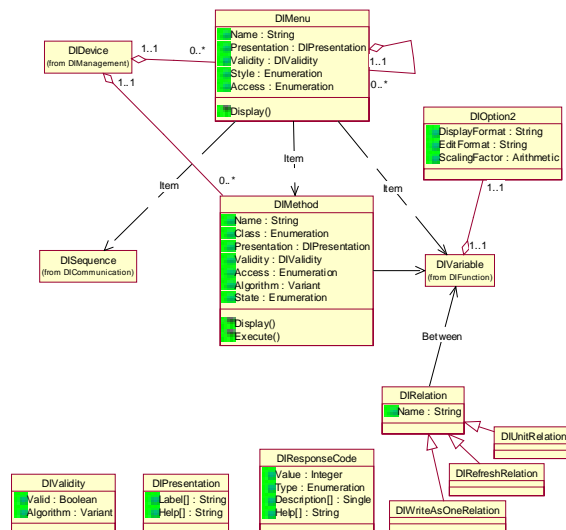 DIMenu
Name : String
Presentation : DIPresentation
Validity : DIValidity
Style : Enumeration
Access : Enumeration
Display()
DIDevice
(from DIManagement)
1..1
0..*
1..1
0..*
1..1
0..*
DIOption2
DisplayFormat : String
EditFormat : String
ScalingFactor : Arithmetic
1..1
1..1
Item
Item
Item
DIMethod
Name : String
Class : Enumeration
Presentation : DIPresentation
Validity : DIValidity
Access : Enumeration
Algorithm : Variant
State : Enumeration
Display()
Execute()
DISequence
(from DICommunication)
DIVariable
(from DIFunction)
Between
DIRelation
Name : String
DIUnitRelation
DIRefreshRelation
DIWriteAsOneRelation
DIValidity
Valid : Boolean
Algorithm : Variant
DIPresentation
Label[] : String
Help[] : String
DIResponseCode
Value : Integer
Type : Enumeration
Description[] : Single
Help[] : String